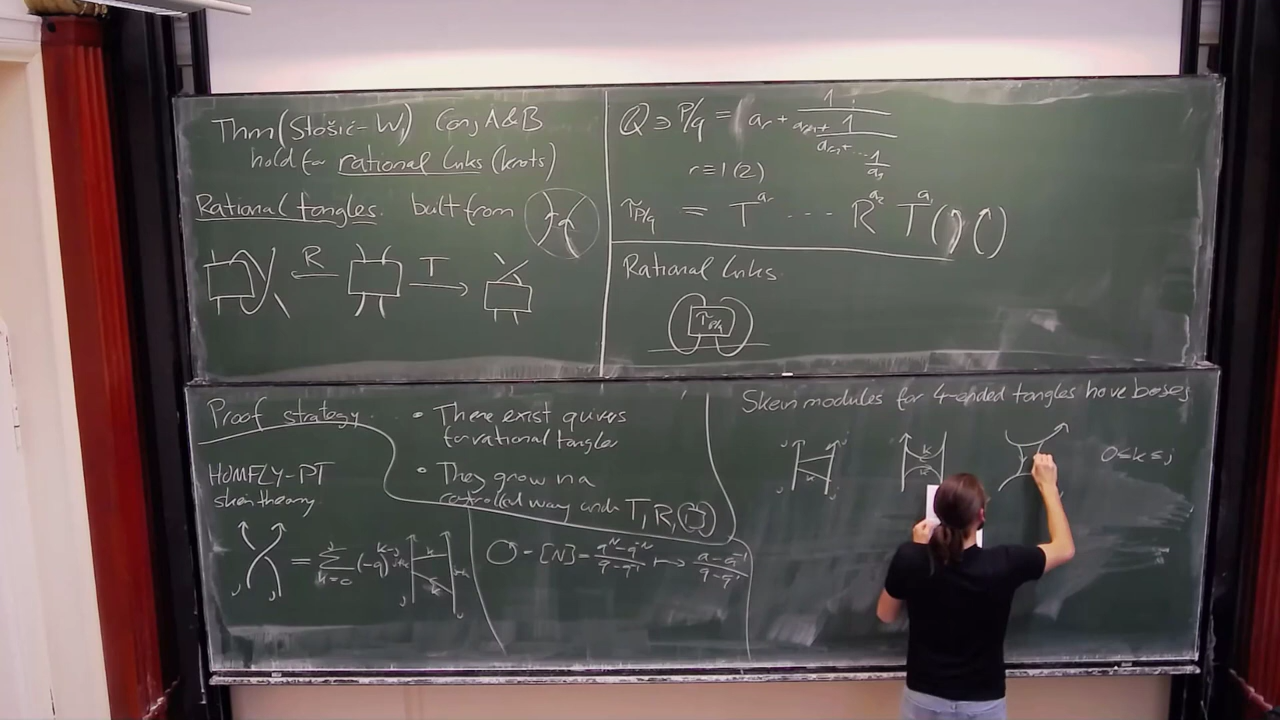 Thm (Stošić-W,) Conj A&B
hold for rational links (knots)
Rational tangles. built from
R
T
Q ∋ P/q = a_r + 1/(a_{r-1} + 1/(a_{r-2} + ... 1/a_1))
r = 1 (2)
τ_{P/q} = T^{a_r} .... R^{a_2} T^{a_1} ( )
Rational links.
τ_{P/q}
Proof strategy.
• There exist quivers
for rational tangles
• They grow in a
controlled way under T, R,
HOMFLY-PT
skein theory
j j = Σ_{k=0}^{j} (-q)^{k-j} j k k j
O = [N] = (q^N - q^{-N})/(q - q^{-1}) ↦ (a - a^{-1})/(q - q^{-1})
Skein modules for 4-ended tangles have bases
j j k j j
k k
0 ≤ k ≤ j